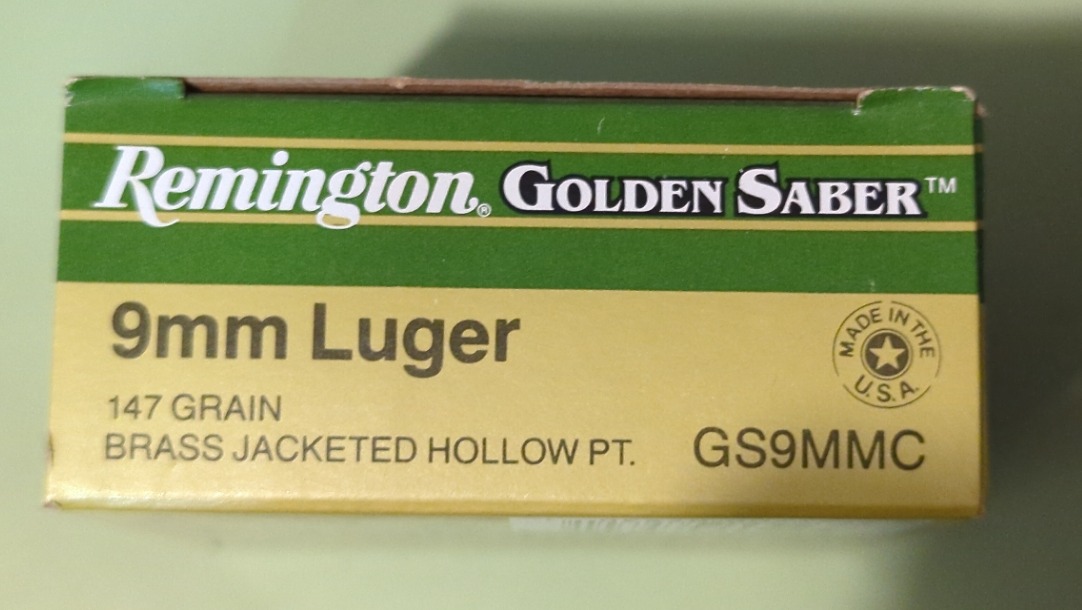 Remington® GOLDEN SABER™
9mm Luger
MADE IN THE U.S.A.
147 GRAIN
BRASS JACKETED HOLLOW PT.
GS9MMC